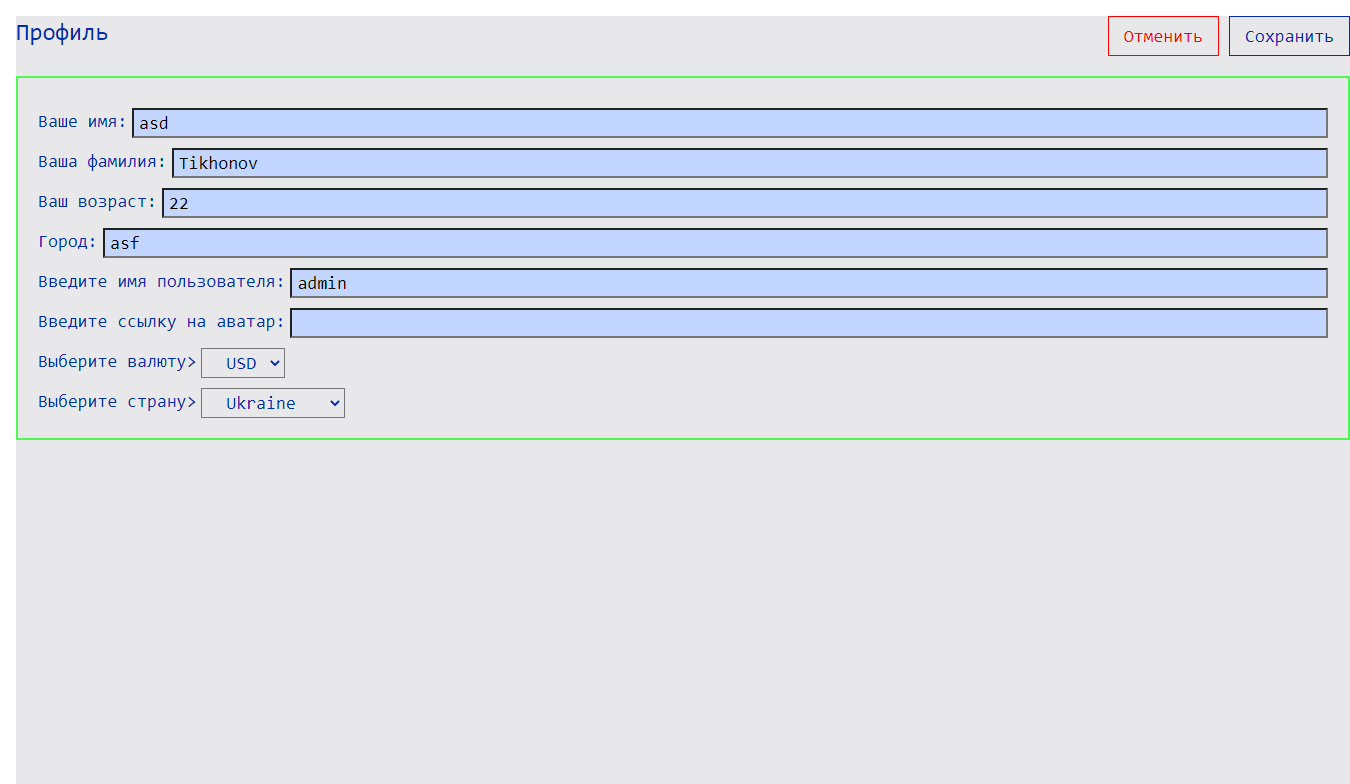 Профиль
Отменить
Сохранить
Ваше имя: asd
Ваша фамилия: Tikhonov
Ваш возраст: 22
Город: asf
Введите имя пользователя: admin
Введите ссылку на аватар:
Выберите валюту> USD
Выберите страну> Ukraine